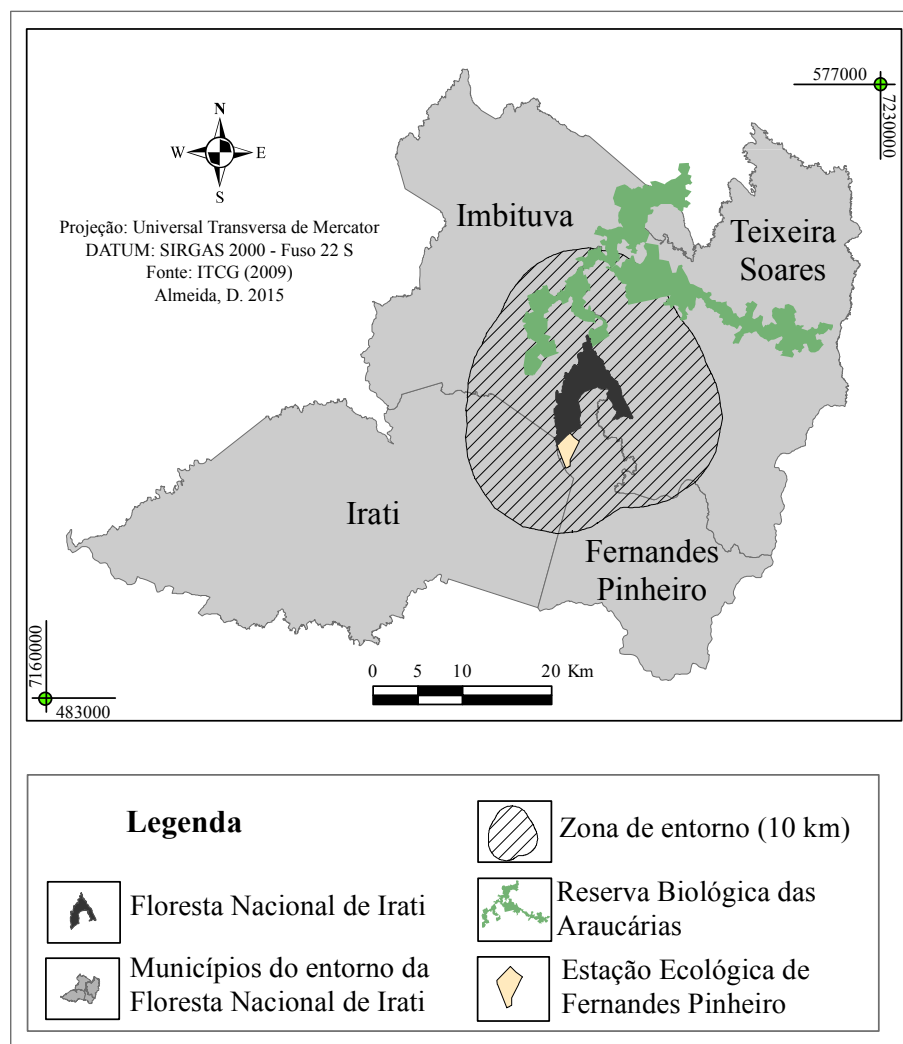 577000
7230000
N
W
E
S
Projeção: Universal Transversa de Mercator
DATUM: SIRGAS 2000 - Fuso 22 S
Fonte: ITCG (2009)
Almeida, D. 2015
Imbituva
Teixeira
Soares
Irati
Fernandes
Pinheiro
7160000
483000
0 5 10 20 Km
Legenda
Floresta Nacional de Irati
Municípios do entorno da
Floresta Nacional de Irati
Zona de entorno (10 km)
Reserva Biológica das
Araucárias
Estação Ecológica de
Fernandes Pinheiro